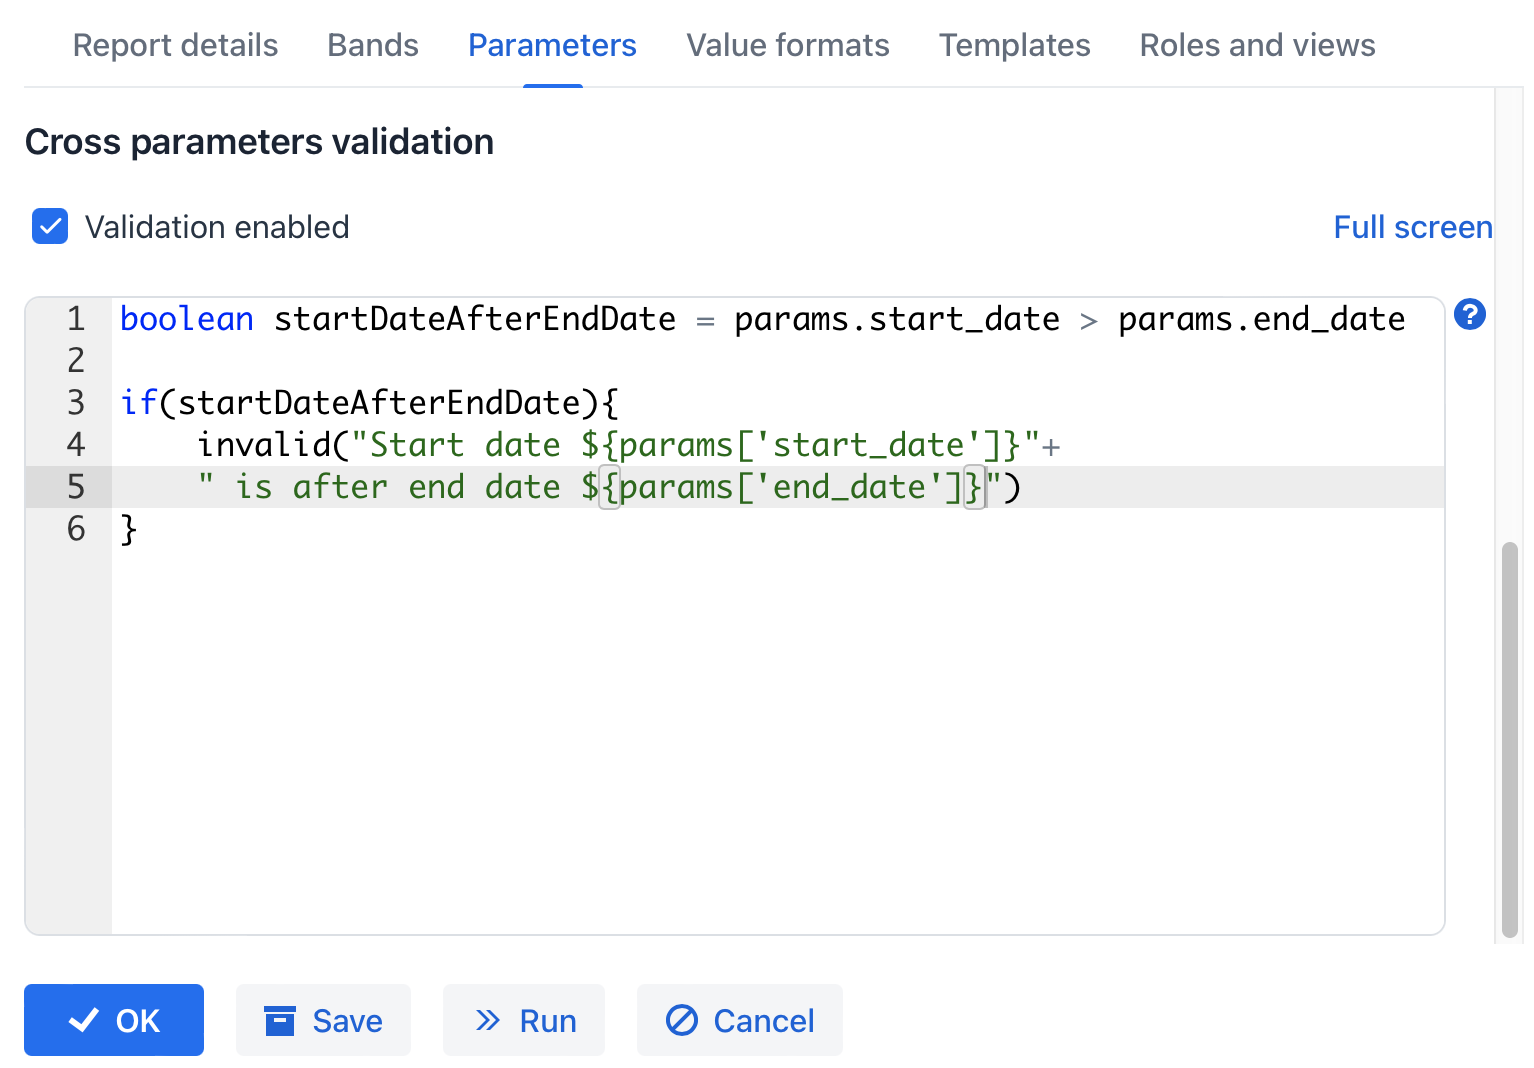 Report details Bands Parameters Value formats Templates Roles and views
Cross parameters validation
Validation enabled Full screen
1 boolean startDateAfterEndDate = params.start_date > params.end_date
2
3 if(startDateAfterEndDate){
4     invalid("Start date ${params['start_date']}"+
5     " is after end date ${params['end_date']}")
6 }
?
OK Save Run Cancel